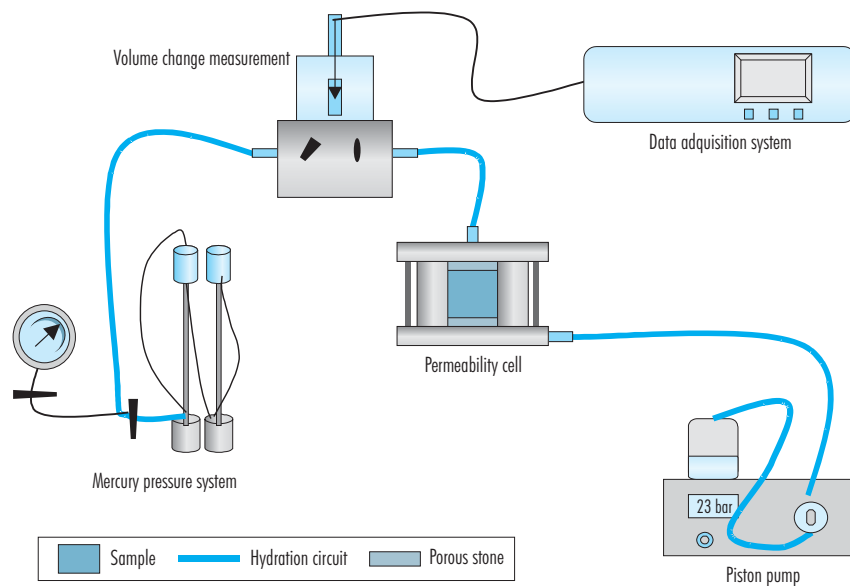 Volume change measurement
Data adquisition system
Permeability cell
Mercury pressure system
23 bar
Sample
Hydration circuit
Porous stone
Piston pump